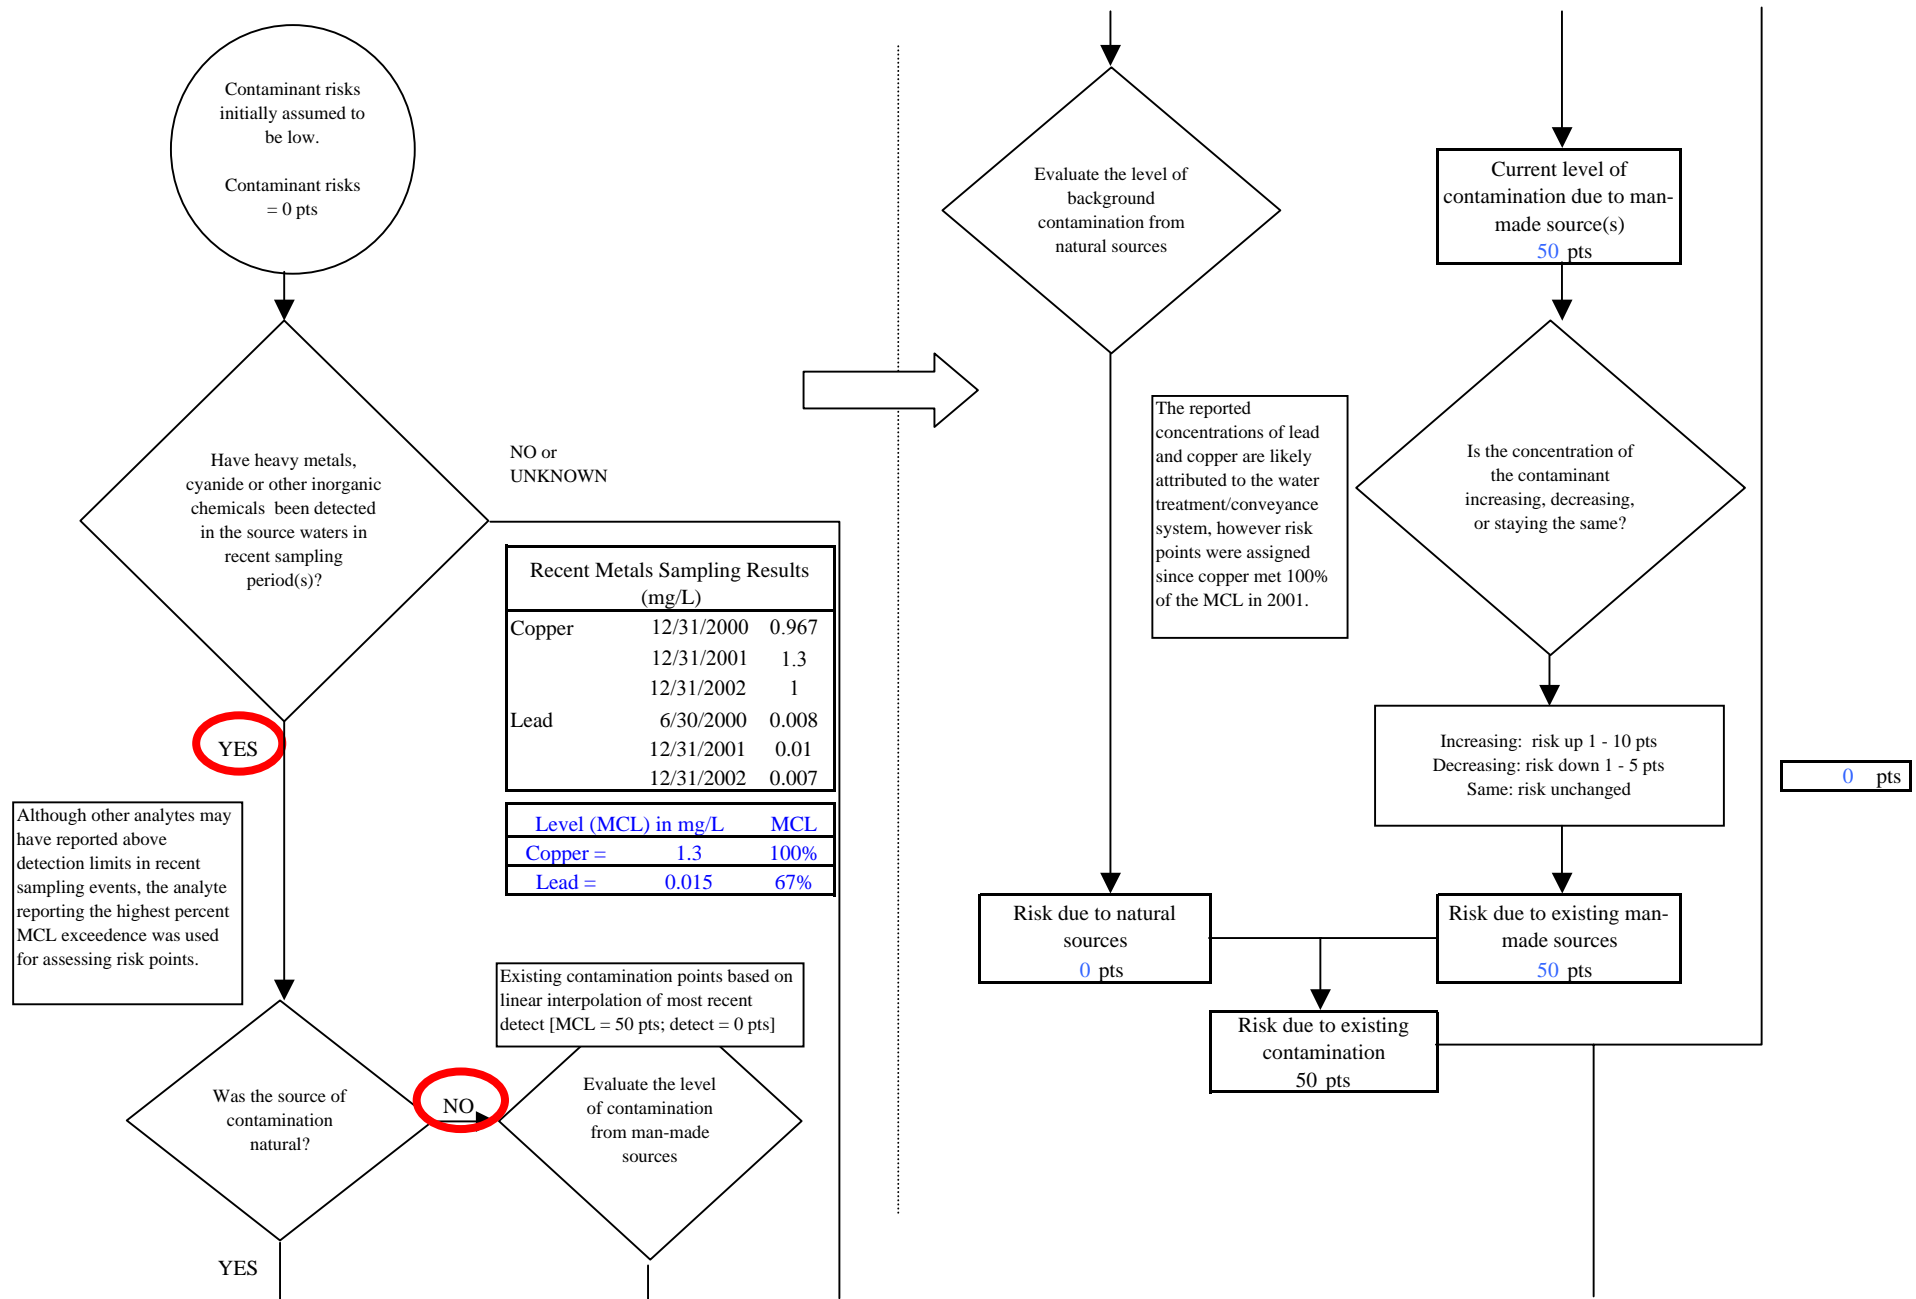 Contaminant risks
initially assumed to
be low.
Contaminant risks
= 0 pts
Have heavy metals,
cyanide or other inorganic
chemicals  been detected
in the source waters in
recent sampling
period(s)?
NO or
UNKNOWN
YES
Recent Metals Sampling Results
(mg/L)
Copper 12/31/2000 0.967
12/31/2001 1.3
12/31/2002 1
Lead 6/30/2000 0.008
12/31/2001 0.01
12/31/2002 0.007
Level (MCL) in mg/L MCL
Copper = 1.3 100%
Lead = 0.015 67%
Although other analytes may
have reported above
detection limits in recent
sampling events, the analyte
reporting the highest percent
MCL exceedence was used
for assessing risk points.
Existing contamination points based on
linear interpolation of most recent
detect [MCL = 50 pts; detect = 0 pts]
Was the source of
contamination
natural?
NO
Evaluate the level
of contamination
from man-made
sources
YES
Evaluate the level of
background
contamination from
natural sources
Current level of
contamination due to man-
made source(s)
50 pts
The reported
concentrations of lead
and copper are likely
attributed to the water
treatment/conveyance
system, however risk
points were assigned
since copper met 100%
of the MCL in 2001.
Is the concentration of
the contaminant
increasing, decreasing,
or staying the same?
Increasing:  risk up 1 - 10 pts
Decreasing: risk down 1 - 5 pts
Same: risk unchanged
0 pts
Risk due to natural
sources
0 pts
Risk due to existing man-
made sources
50 pts
Risk due to existing
contamination
50 pts